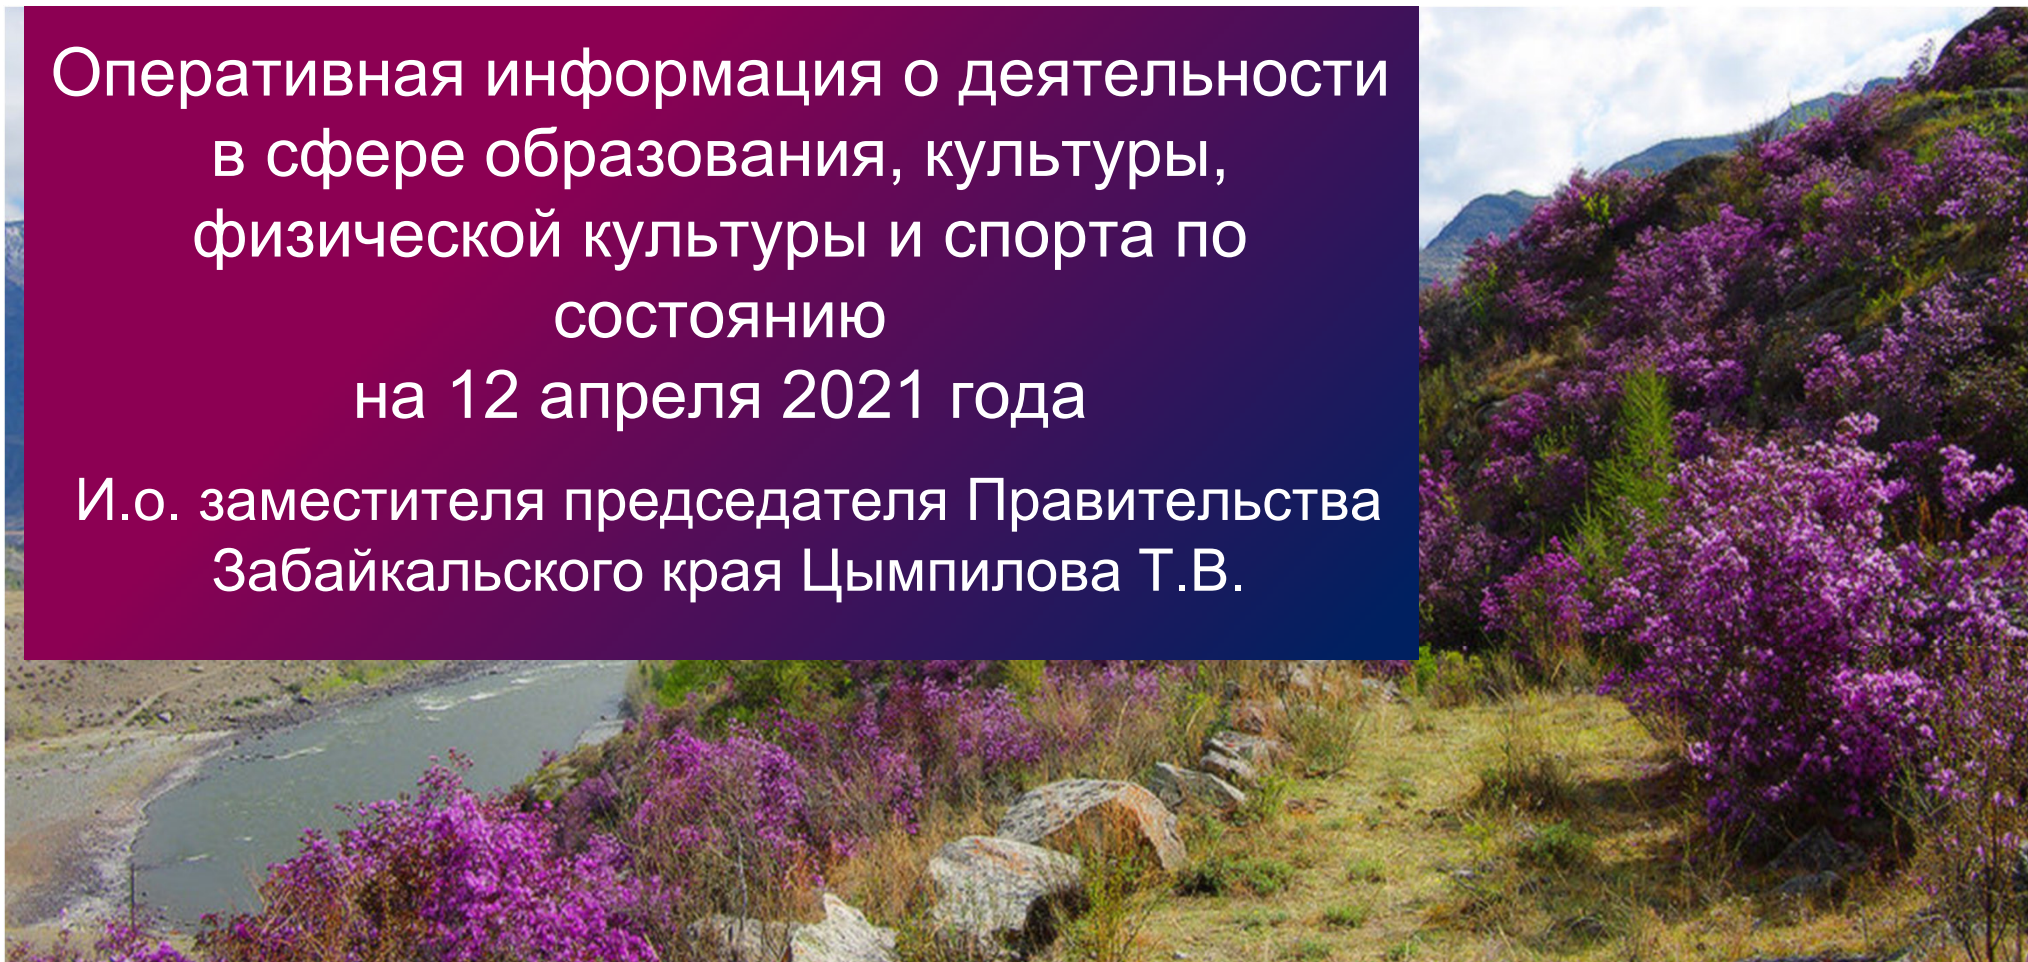 Оперативная информация о деятельности
в сфере образования, культуры,
физической культуры и спорта по
состоянию
на 12 апреля 2021 года
И.о. заместителя председателя Правительства
Забайкальского края Цымпилова Т.В.